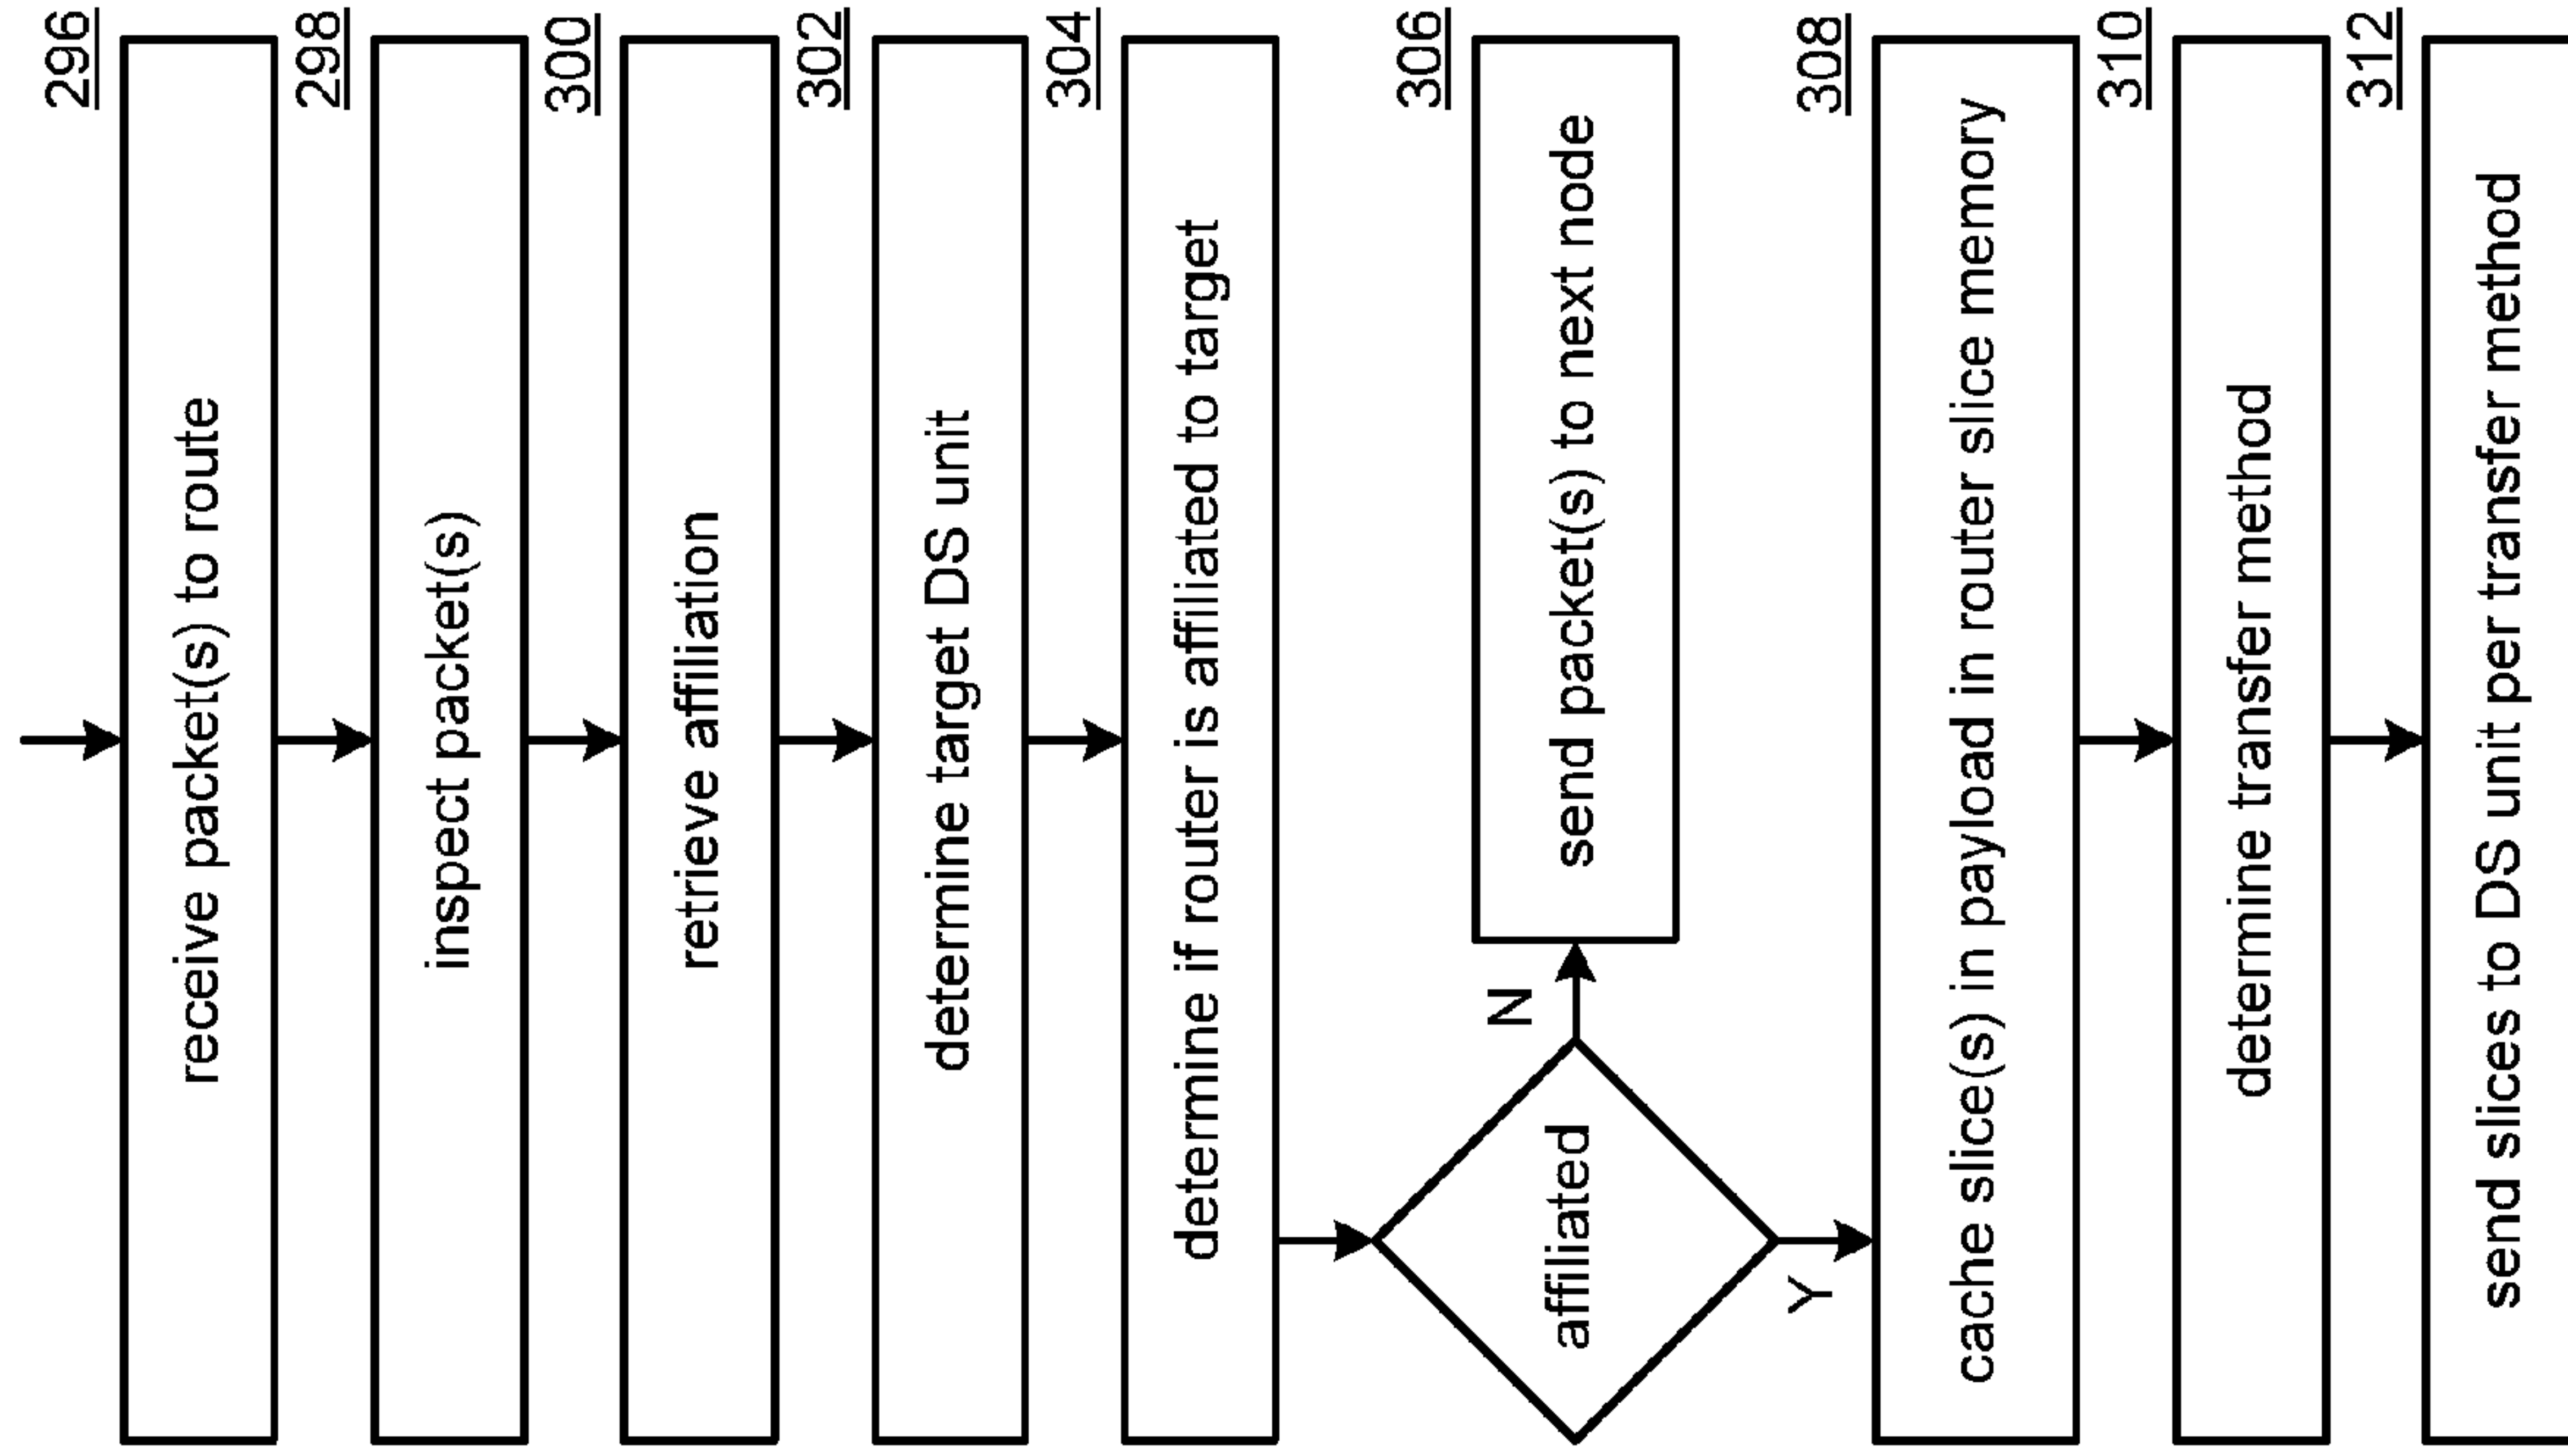 296
receive packet(s) to route
298
inspect packet(s)
300
retrieve affiliation
302
determine target DS unit
304
determine if router is affiliated to target
affiliated
N
306
send packet(s) to next node
Y
308
cache slice(s) in payload in router slice memory
310
determine transfer method
312
send slices to DS unit per transfer method